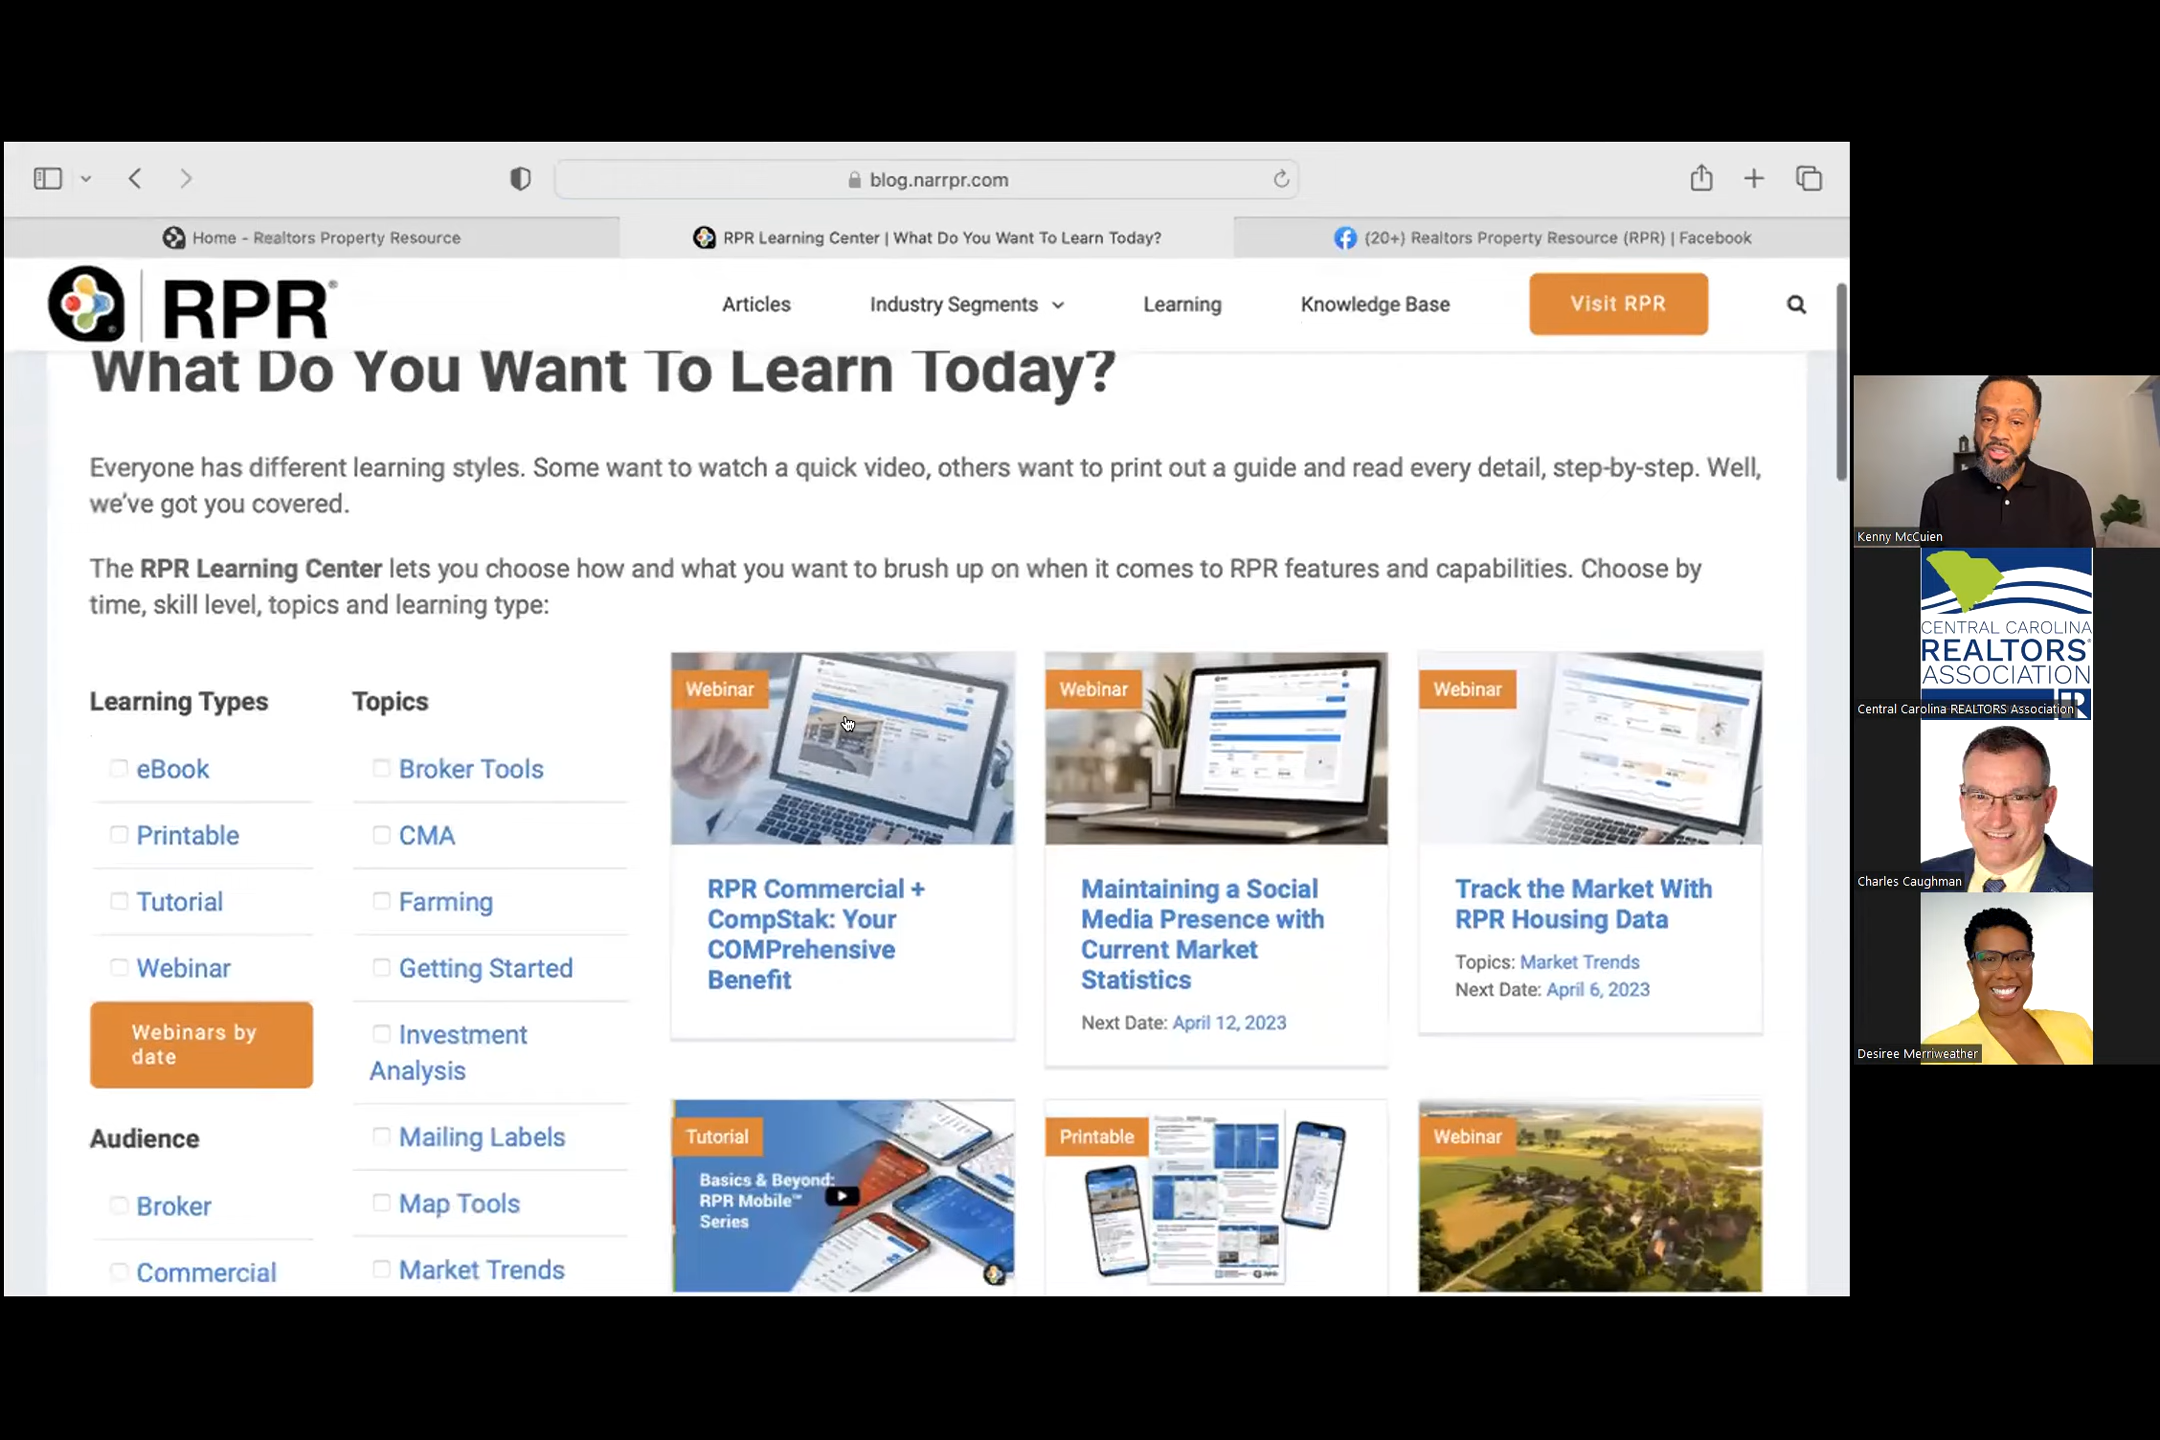 blog.narrpr.com
Home - Realtors Property Resource
RPR Learning Center | What Do You Want To Learn Today?
(20+) Realtors Property Resource (RPR) | Facebook
RPR®
Articles
Industry Segments
Learning
Knowledge Base
Visit RPR
What Do You Want To Learn Today?
Everyone has different learning styles. Some want to watch a quick video, others want to print out a guide and read every detail, step-by-step. Well,
we've got you covered.
The RPR Learning Center lets you choose how and what you want to brush up on when it comes to RPR features and capabilities. Choose by
time, skill level, topics and learning type:
Learning Types
eBook
Printable
Tutorial
Webinar
Webinars by
date
Audience
Broker
Commercial
Topics
Broker Tools
CMA
Farming
Getting Started
Investment
Analysis
Mailing Labels
Map Tools
Market Trends
Webinar
RPR Commercial +
CompStak: Your
COMPrehensive
Benefit
Webinar
Maintaining a Social
Media Presence with
Current Market
Statistics
Next Date: April 12, 2023
Webinar
Track the Market With
RPR Housing Data
Topics: Market Trends
Next Date: April 6, 2023
Tutorial
Basics & Beyond:
RPR Mobile™
Series
Printable
Webinar
Kenny McCuien
CENTRAL CAROLINA
REALTORS®
ASSOCIATION
Central Carolina REALTORS Association
Charles Caughman
Desiree Merriweather